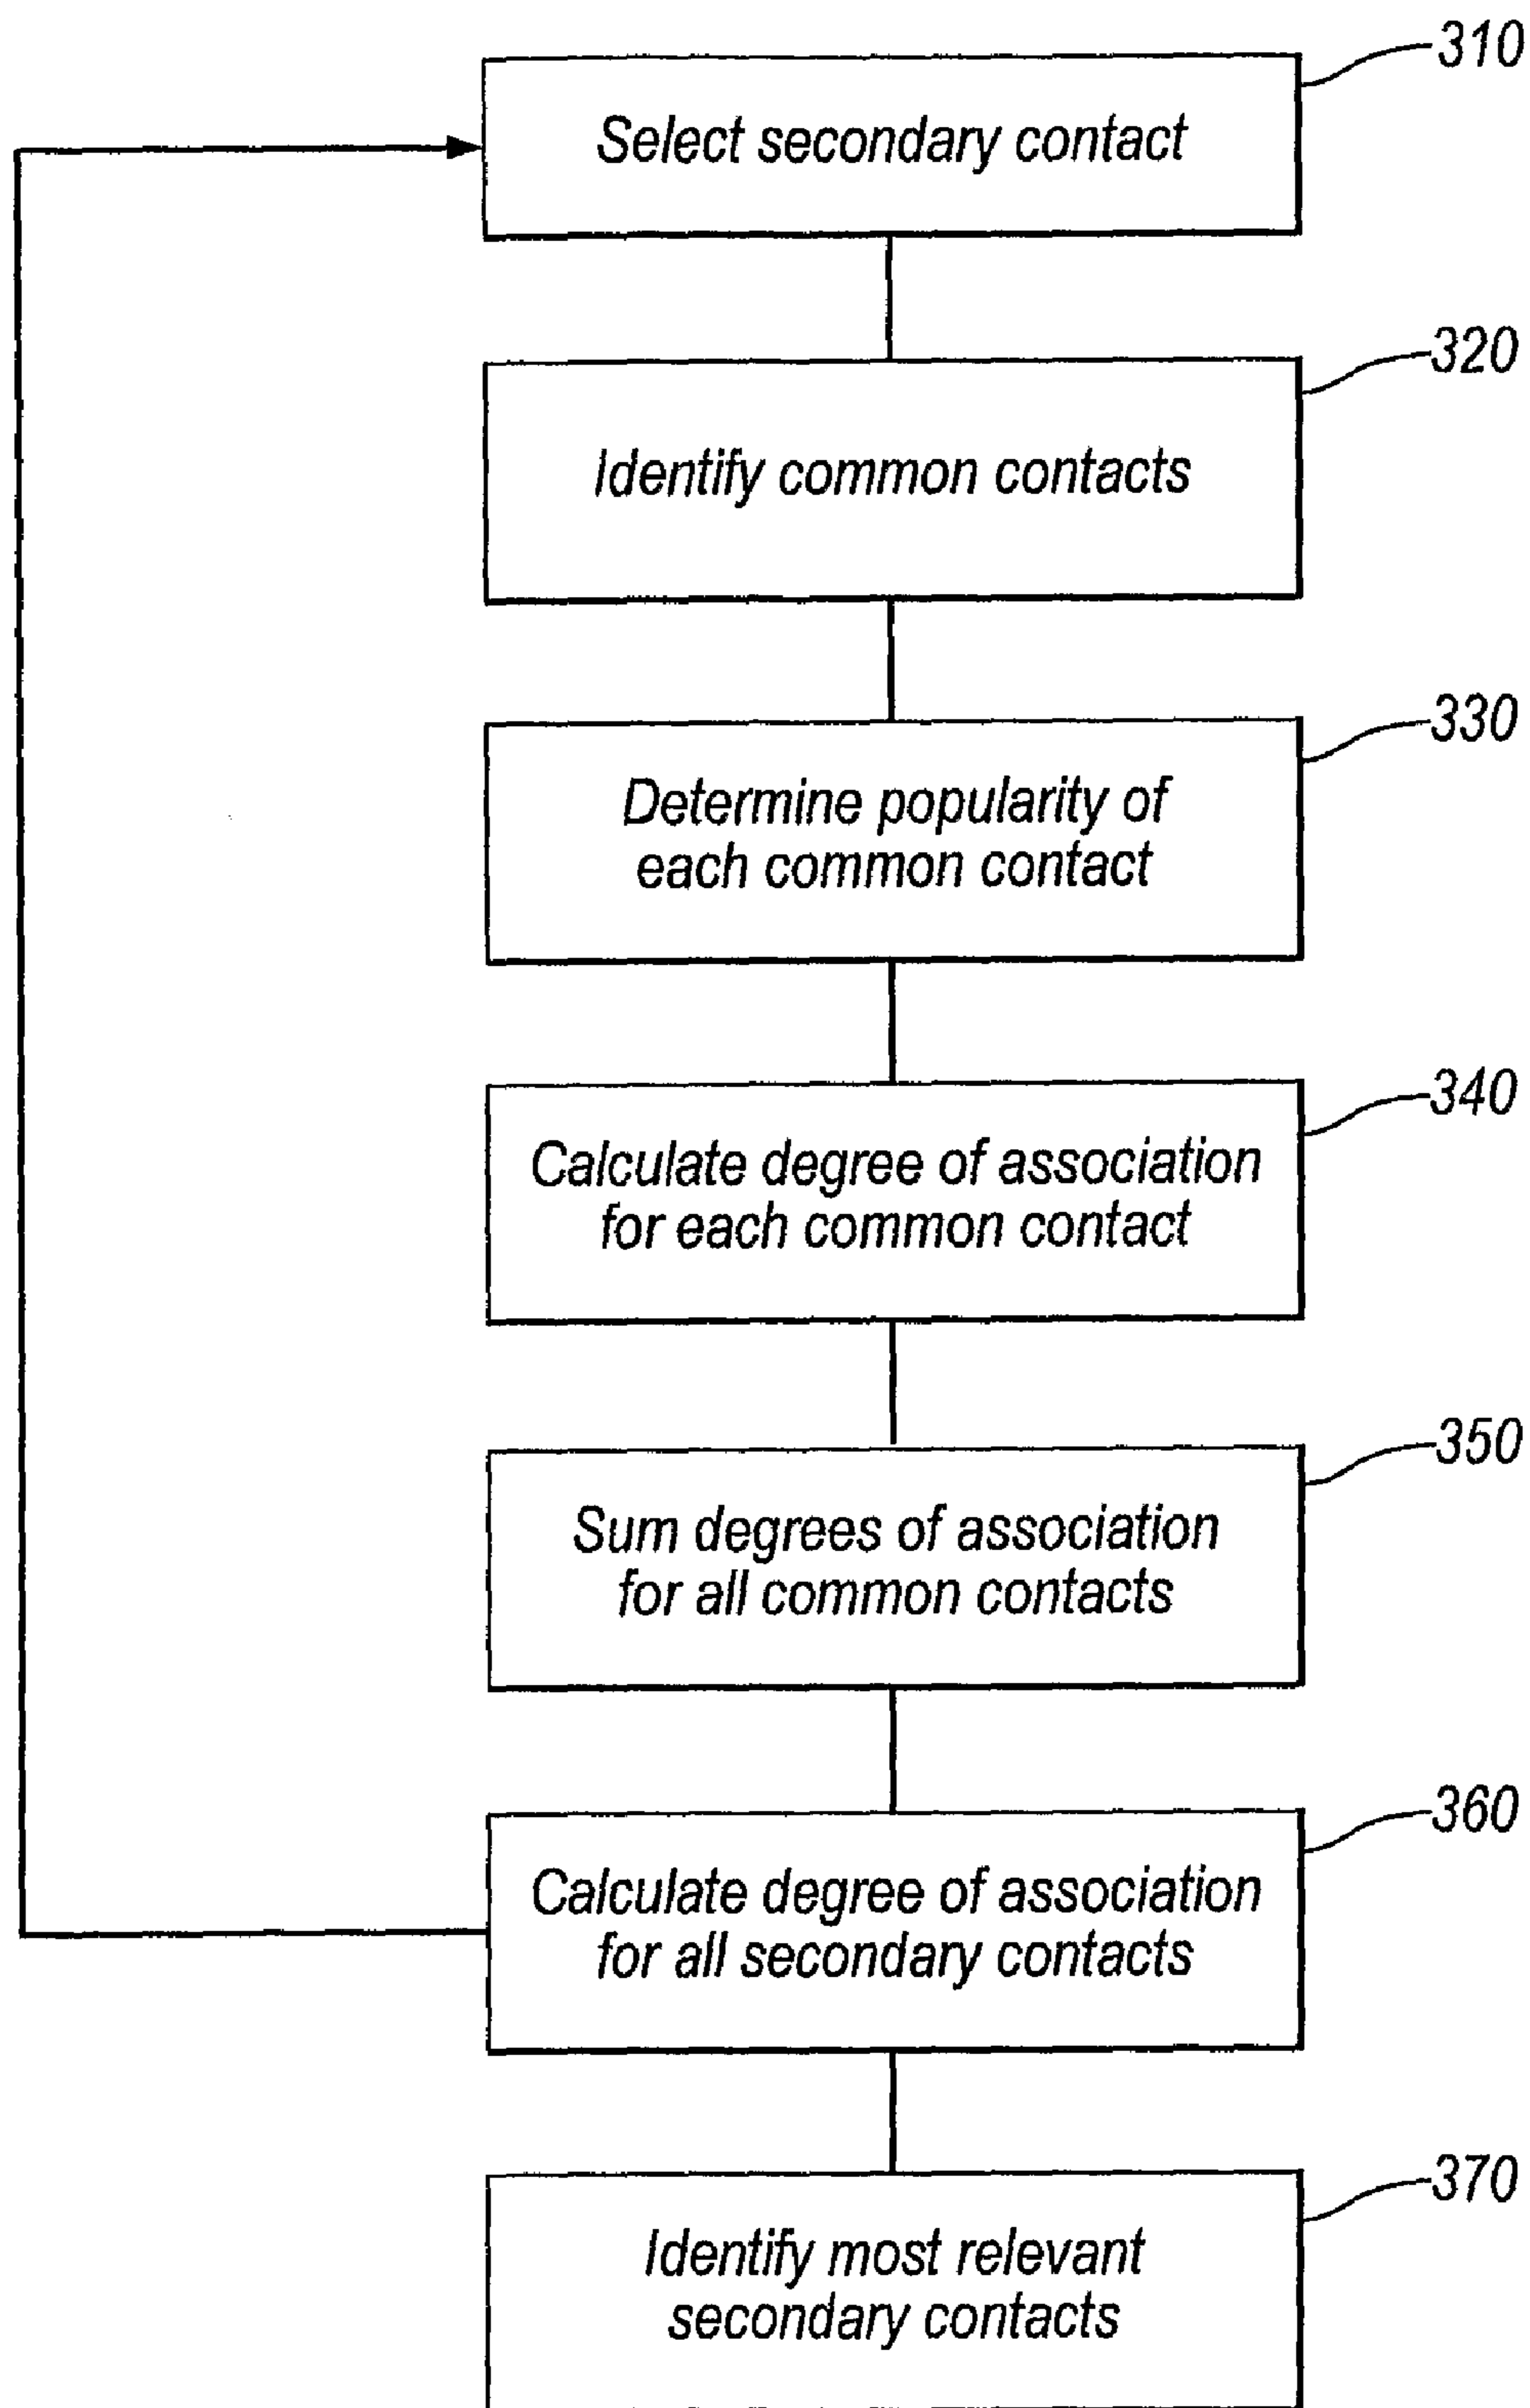 310
Select secondary contact
320
Identify common contacts
330
Determine popularity of
each common contact
340
Calculate degree of association
for each common contact
350
Sum degrees of association
for all common contacts
360
Calculate degree of association
for all secondary contacts
370
Identify most relevant
secondary contacts